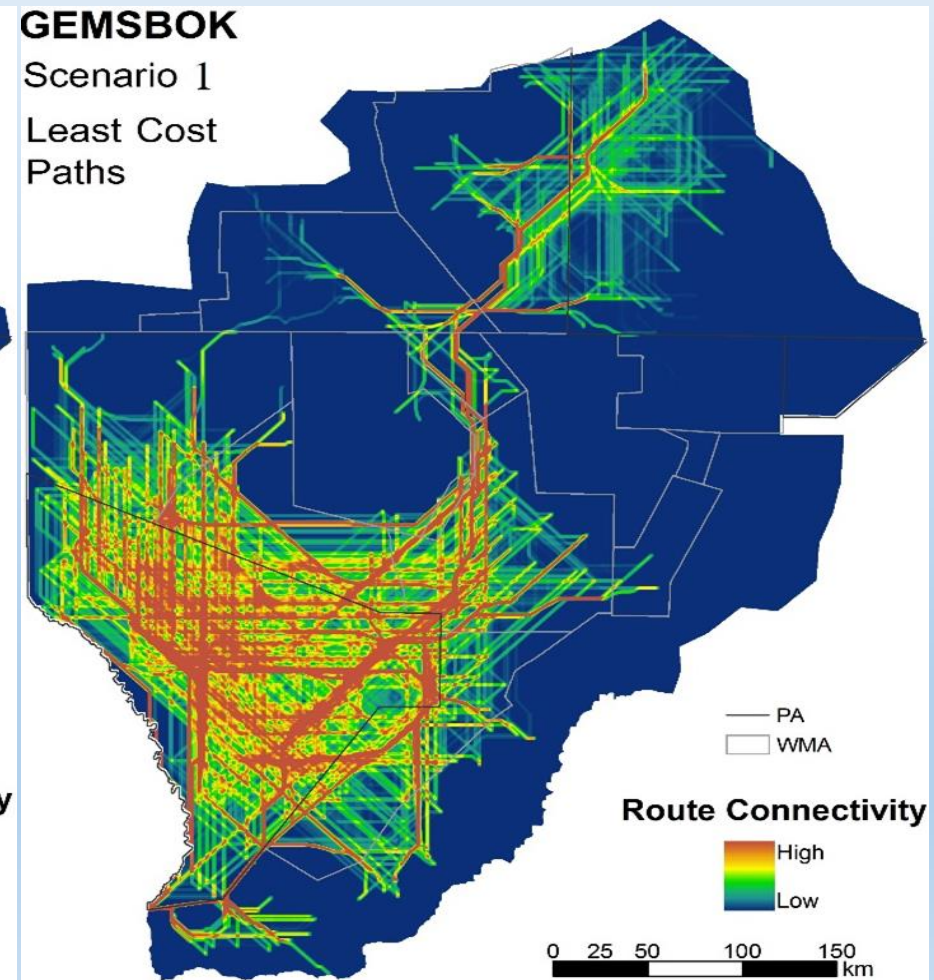 GEMSBOK
Scenario 1
Least Cost
Paths
y
PA
WMA
Route Connectivity
High
Low
0 25 50 100 150
km